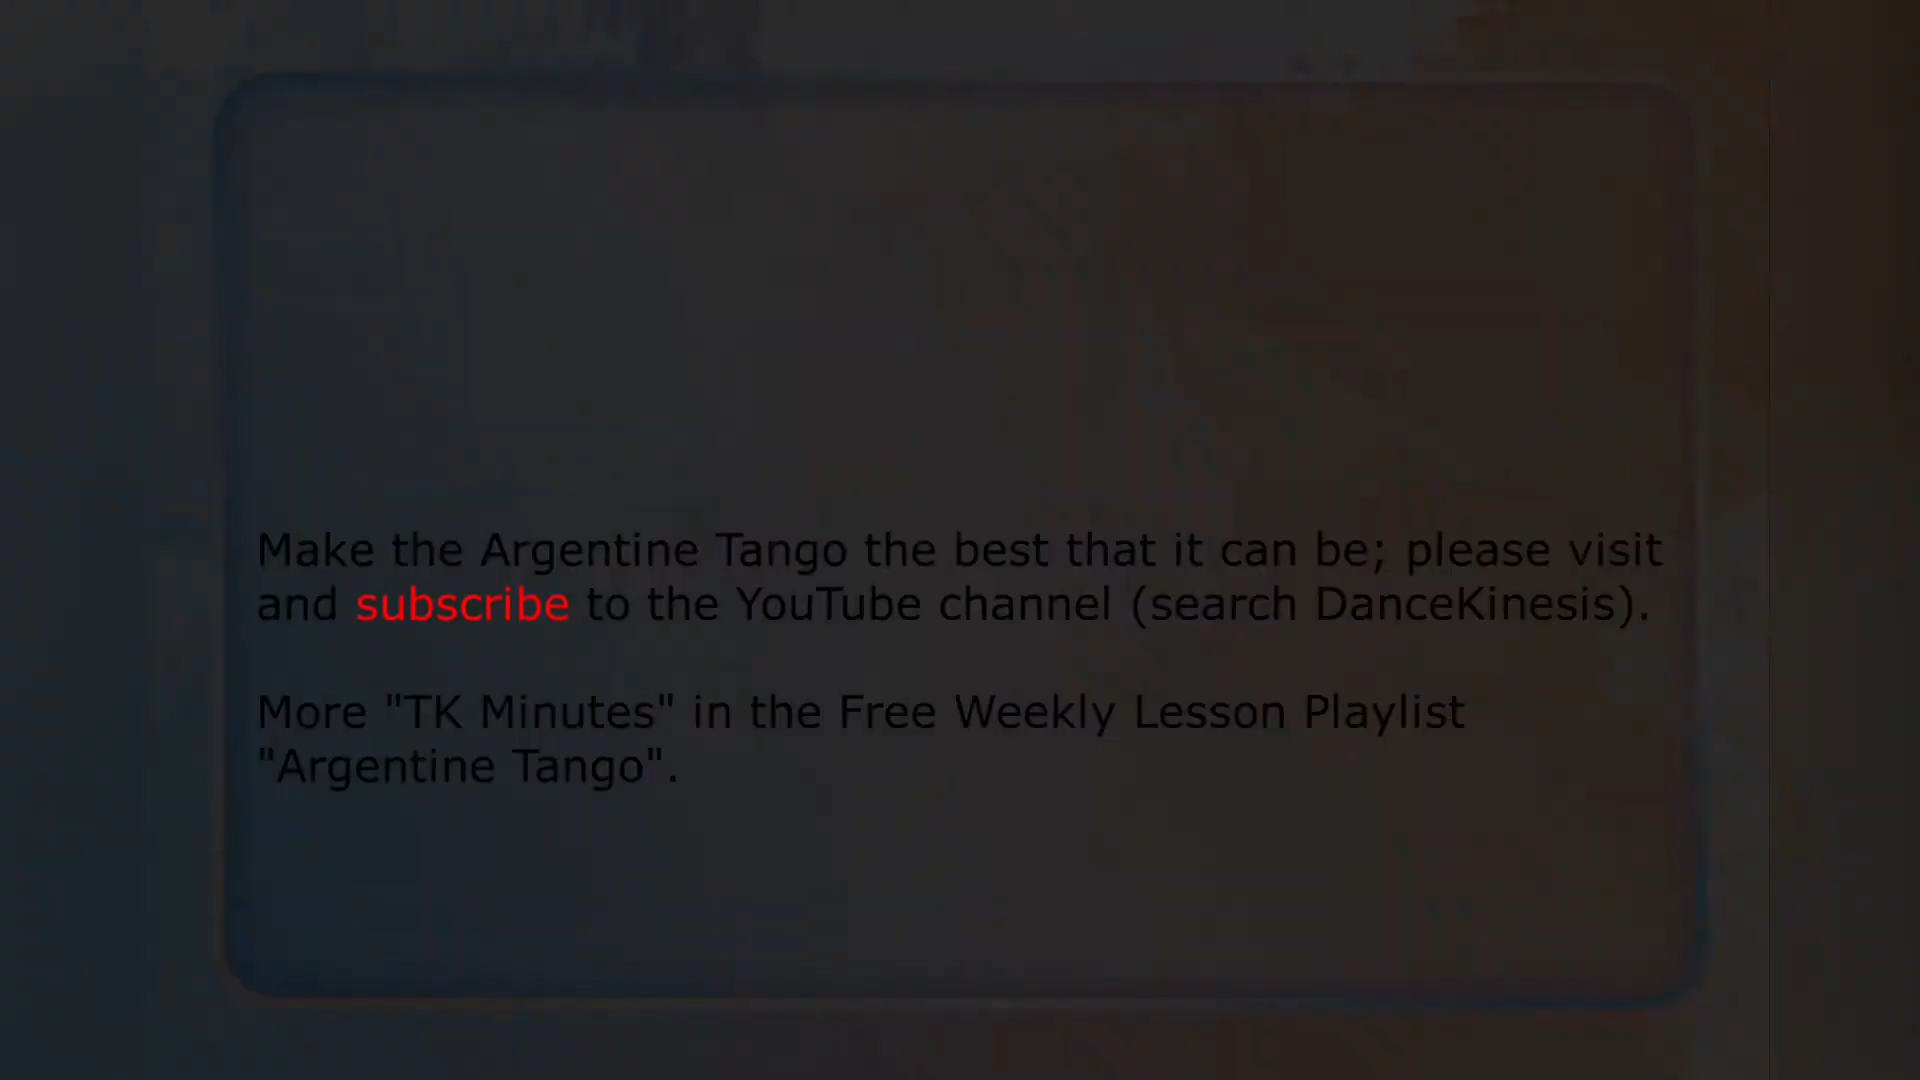 Make the Argentine Tango the best that it can be; please visit
and subscribe to the YouTube channel (search DanceKinesis).
More "TK Minutes" in the Free Weekly Lesson Playlist
"Argentine Tango".